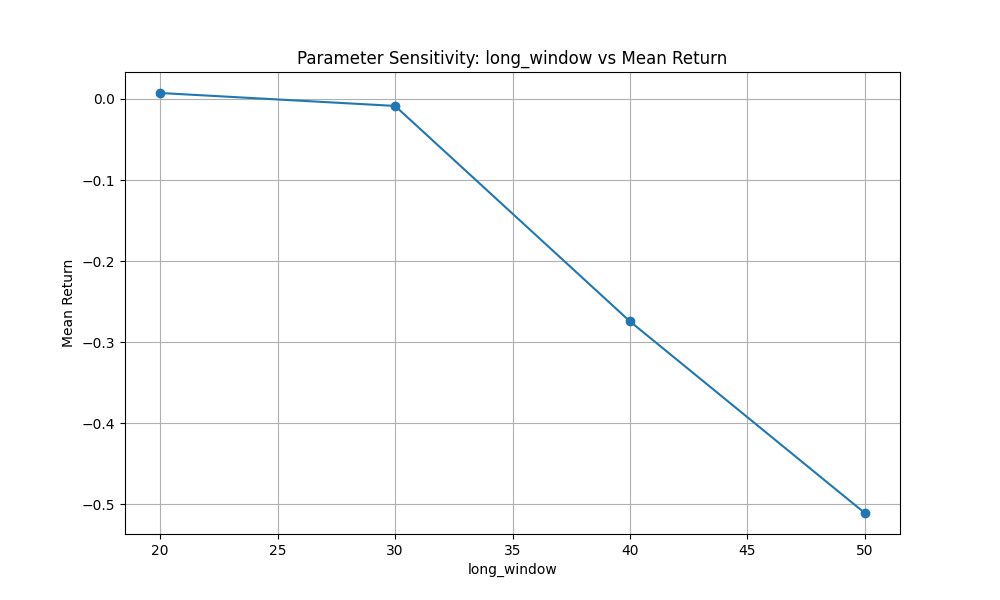 Parameter Sensitivity: long_window vs Mean Return
0.0
−0.1
−0.2
−0.3
−0.4
−0.5
Mean Return
20 25 30 35 40 45 50
long_window